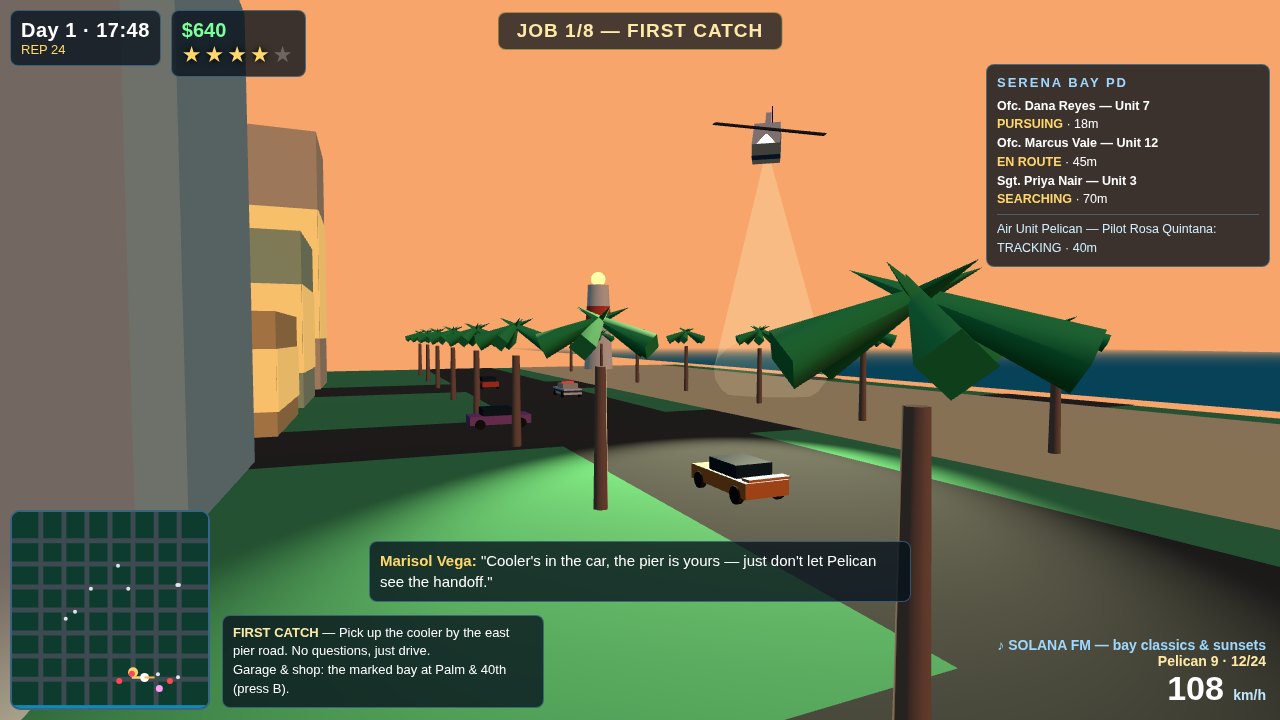 Day 1 · 17:48
REP 24
$640
★★★★★
JOB 1/8 — FIRST CATCH
SERENA BAY PD
Ofc. Dana Reyes — Unit 7
PURSUING · 18m
Ofc. Marcus Vale — Unit 12
EN ROUTE · 45m
Sgt. Priya Nair — Unit 3
SEARCHING · 70m
Air Unit Pelican — Pilot Rosa Quintana:
TRACKING · 40m
Marisol Vega: "Cooler's in the car, the pier is yours — just don't let Pelican
see the handoff."
FIRST CATCH — Pick up the cooler by the east
pier road. No questions, just drive.
Garage & shop: the marked bay at Palm & 40th
(press B).
♪ SOLANA FM — bay classics & sunsets
Pelican 9 · 12/24
108 km/h